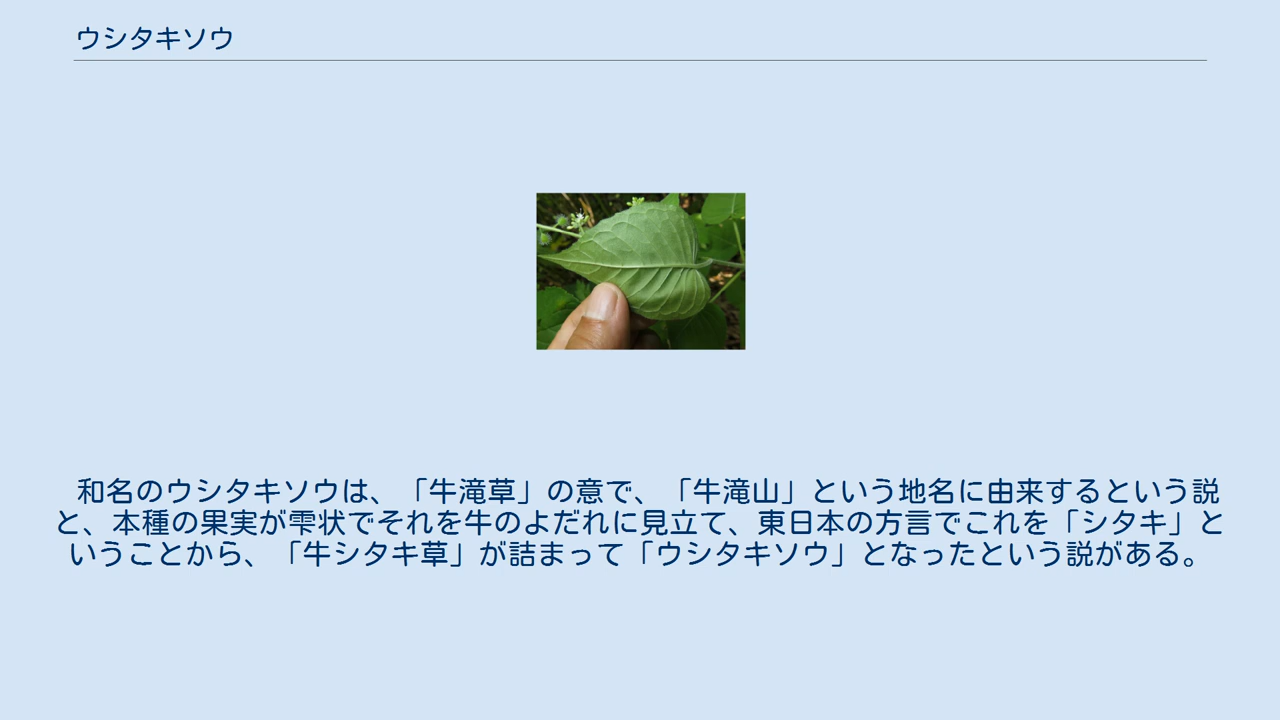 ウシタキソウ
和名のウシタキソウは、「牛滝草」の意で、「牛滝山」という地名に由来するという説
と、本種の果実が雫状でそれを牛のよだれに見立て、東日本の方言でこれを「シタキ」と
いうことから、「牛シタキ草」が詰まって「ウシタキソウ」となったという説がある。